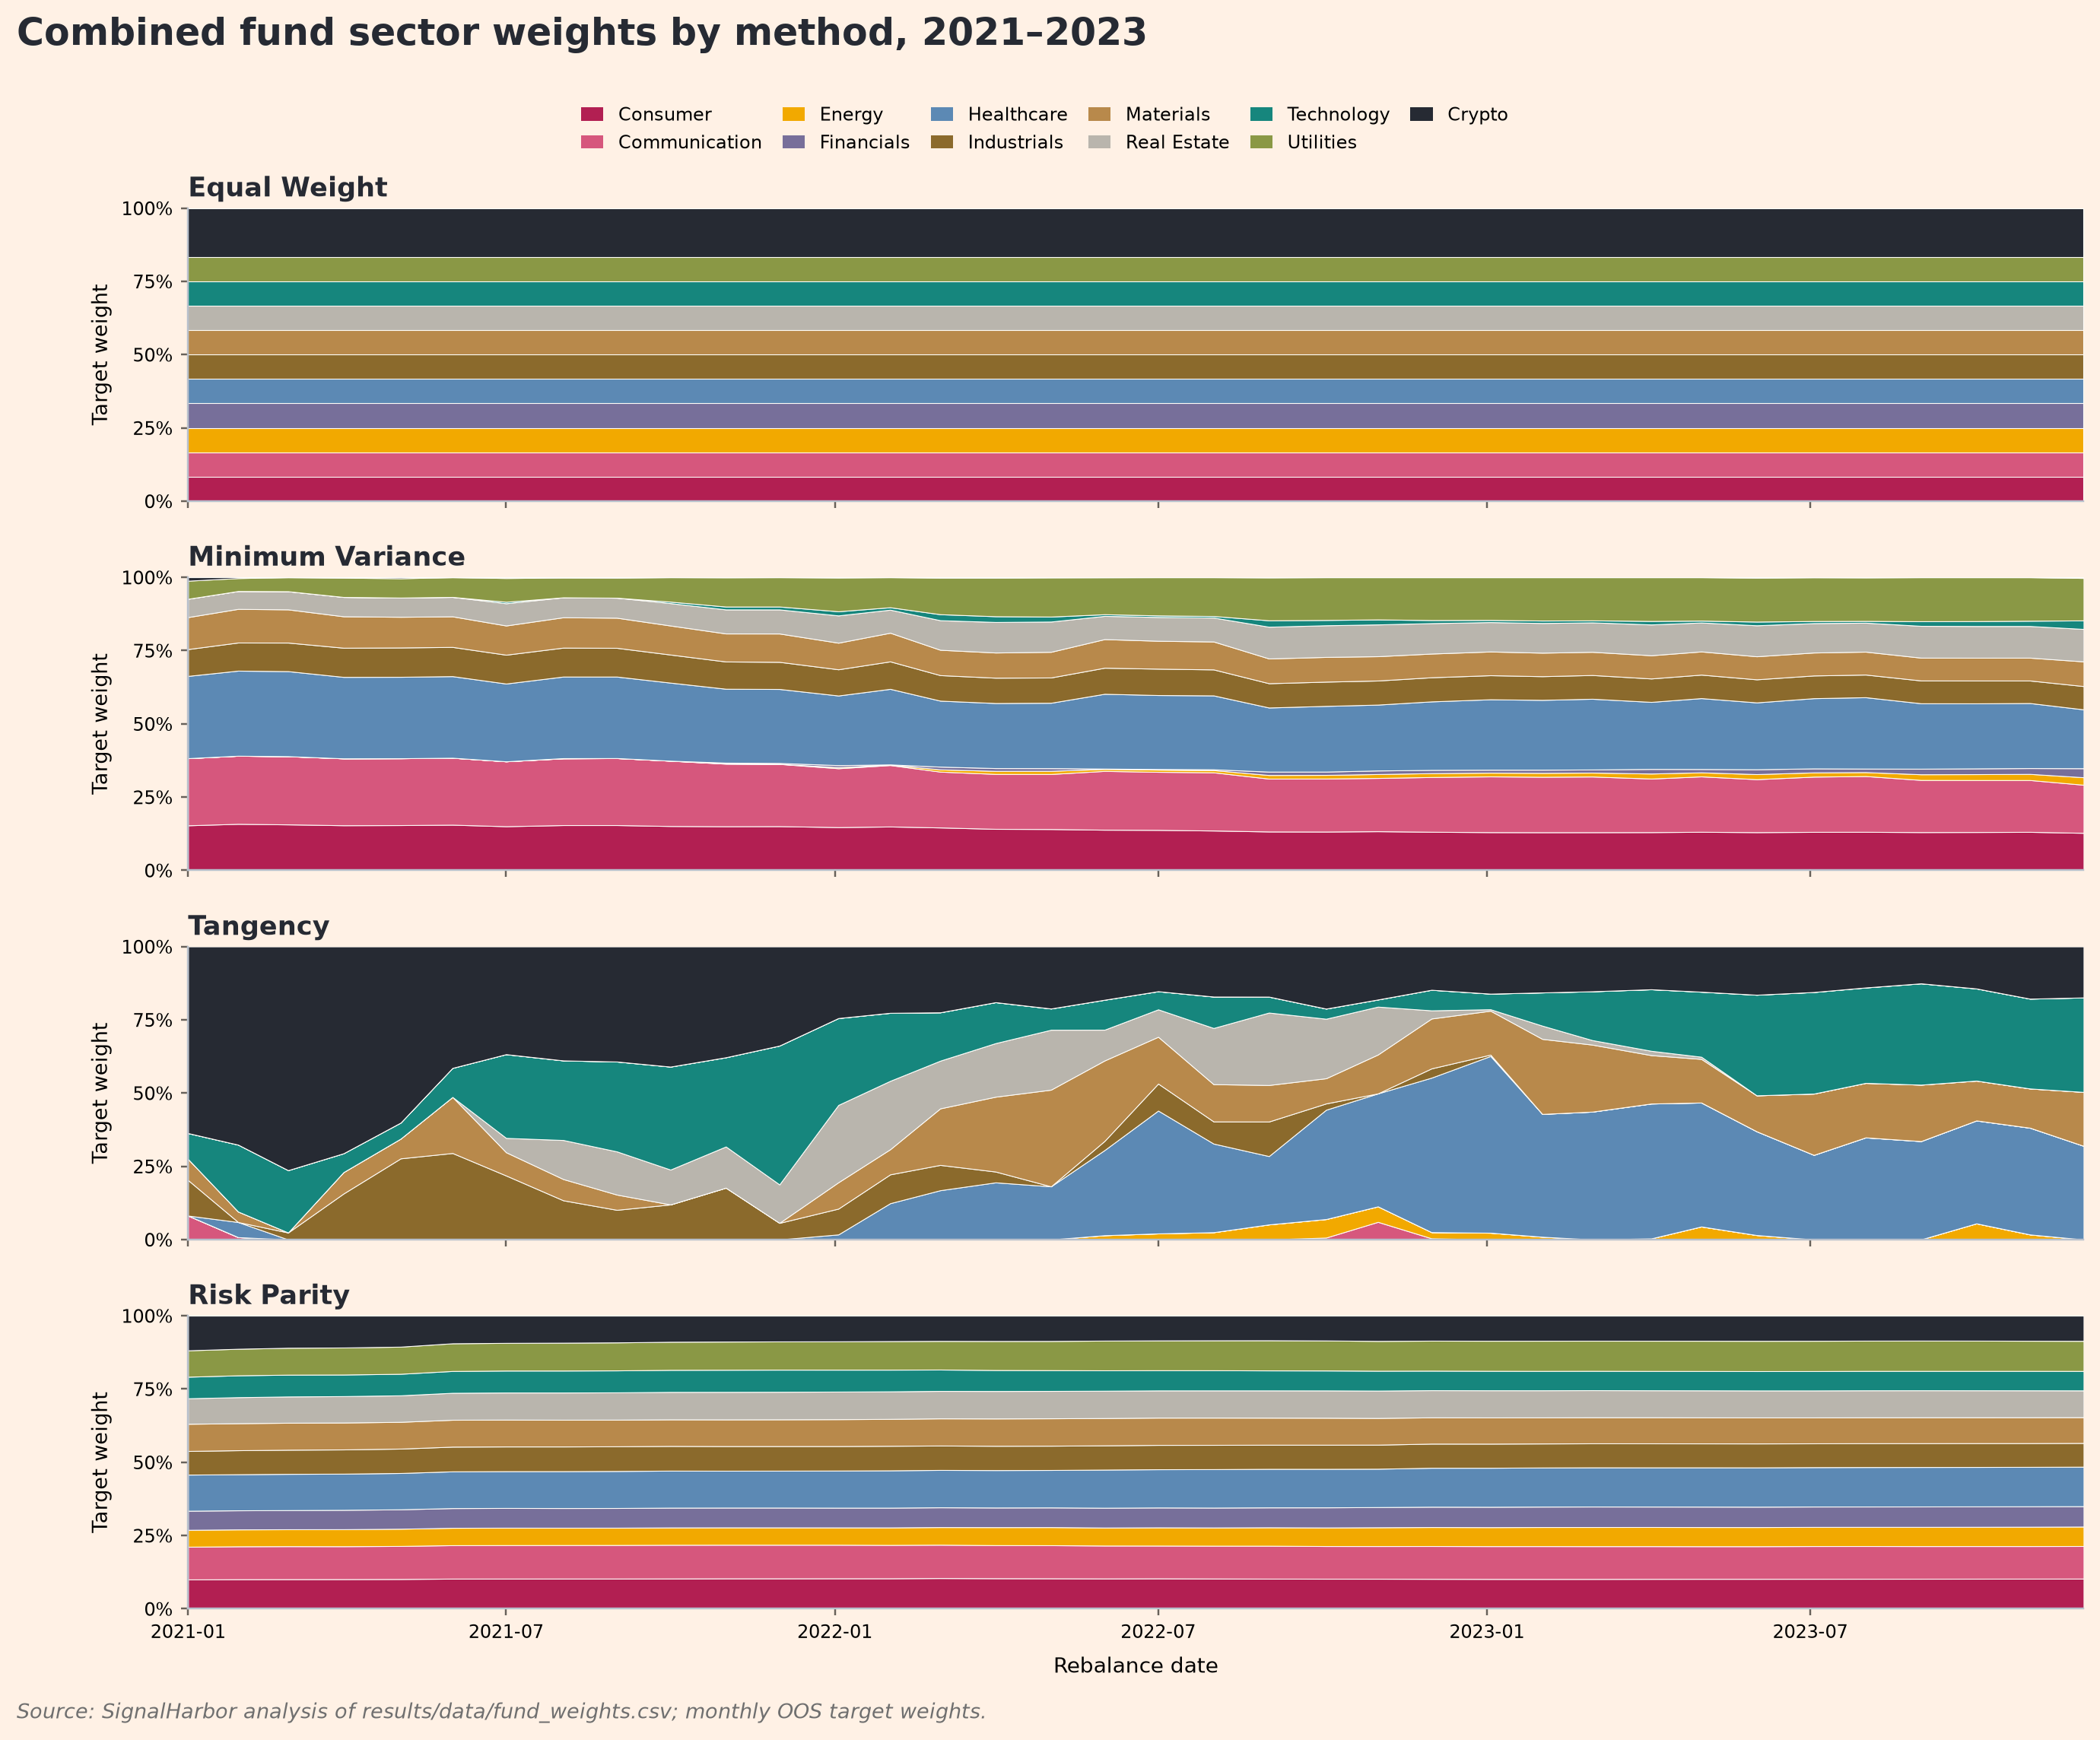 Combined fund sector weights by method, 2021–2023
Consumer Energy Healthcare Materials Technology Crypto
Communication Financials Industrials Real Estate Utilities
Equal Weight
100%
75%
50%
25%
0%
Target weight
Minimum Variance
100%
75%
50%
25%
0%
Target weight
Tangency
100%
75%
50%
25%
0%
Target weight
Risk Parity
100%
75%
50%
25%
0%
Target weight
2021-01 2021-07 2022-01 2022-07 2023-01 2023-07
Rebalance date
Source: SignalHarbor analysis of results/data/fund_weights.csv; monthly OOS target weights.